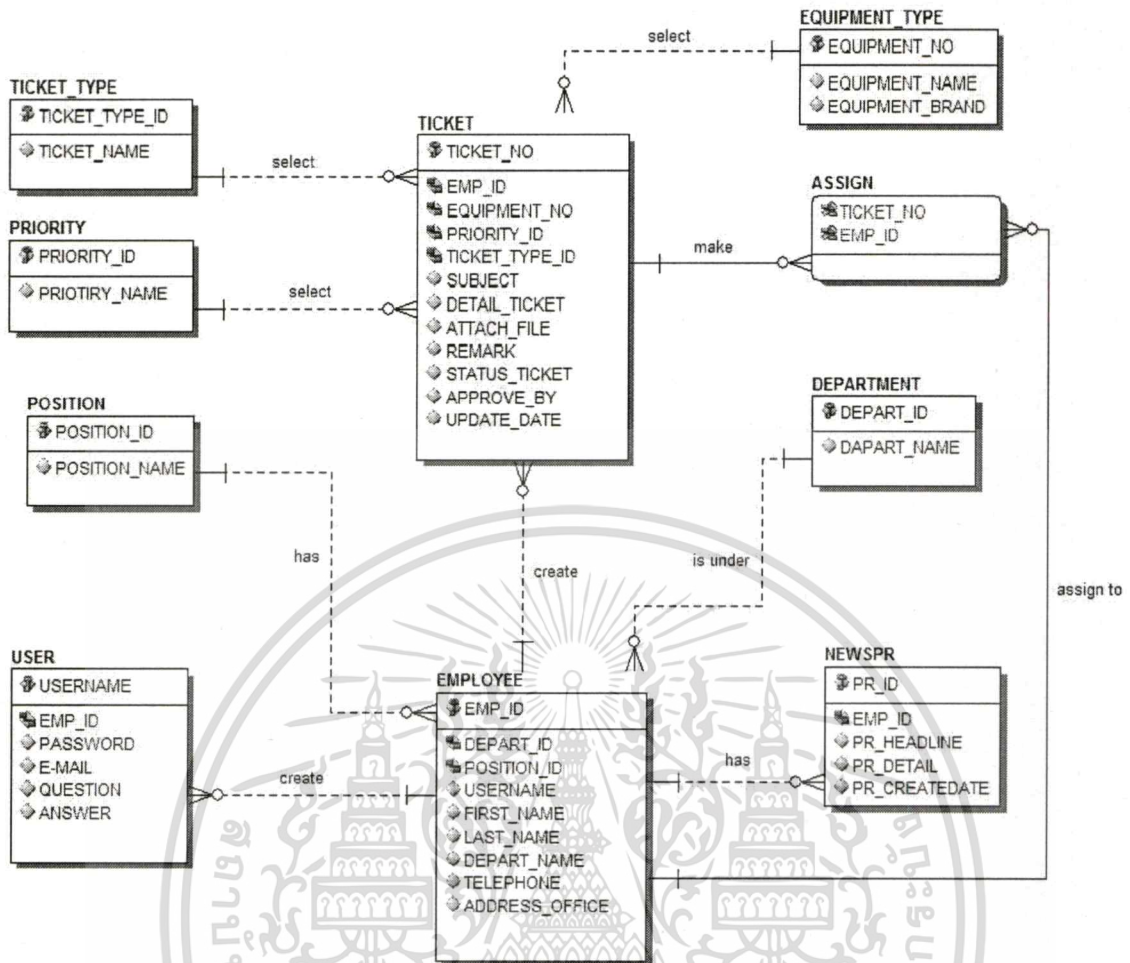 EQUIPMENT_TYPE
EQUIPMENT_NO
EQUIPMENT_NAME
EQUIPMENT_BRAND
select
TICKET_TYPE
TICKET_TYPE_ID
TICKET_NAME
select
TICKET
TICKET_NO
EMP_ID
EQUIPMENT_NO
PRIORITY_ID
TICKET_TYPE_ID
SUBJECT
DETAIL_TICKET
ATTACH_FILE
REMARK
STATUS_TICKET
APPROVE_BY
UPDATE_DATE
ASSIGN
TICKET_NO
EMP_ID
make
PRIORITY
PRIORITY_ID
PRIOTIRY_NAME
select
POSITION
POSITION_ID
POSITION_NAME
DEPARTMENT
DEPART_ID
DAPART_NAME
has
create
is under
assign to
USER
USERNAME
EMP_ID
PASSWORD
E-MAIL
QUESTION
ANSWER
create
EMPLOYEE
EMP_ID
DEPART_ID
POSITION_ID
USERNAME
FIRST_NAME
LAST_NAME
DEPART_NAME
TELEPHONE
ADDRESS_OFFICE
has
NEWSPR
PR_ID
EMP_ID
PR_HEADLINE
PR_DETAIL
PR_CREATEDATE